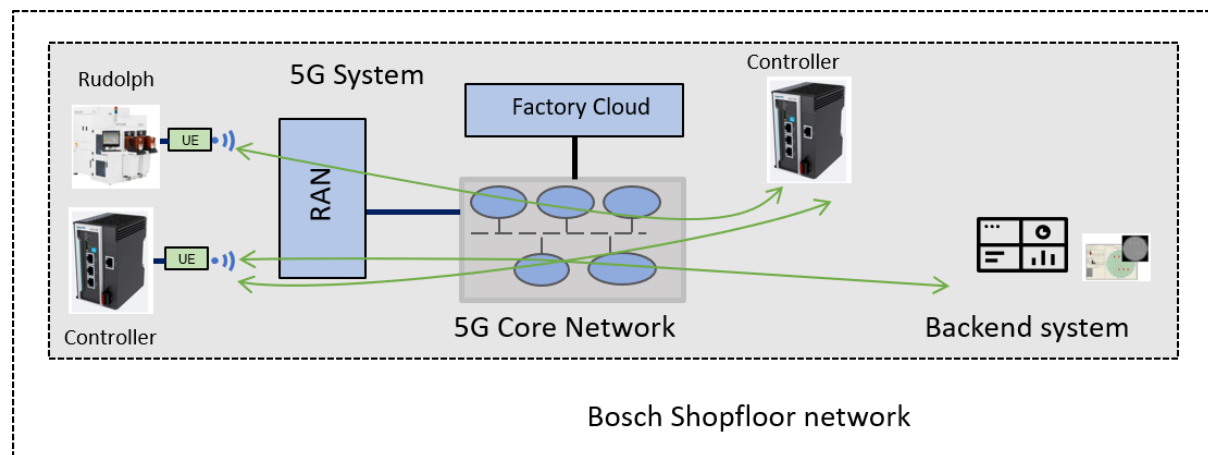 Rudolph
5G System
Controller
Factory Cloud
UE
RAN
UE
Controller
5G Core Network
Backend system
Bosch Shopfloor network